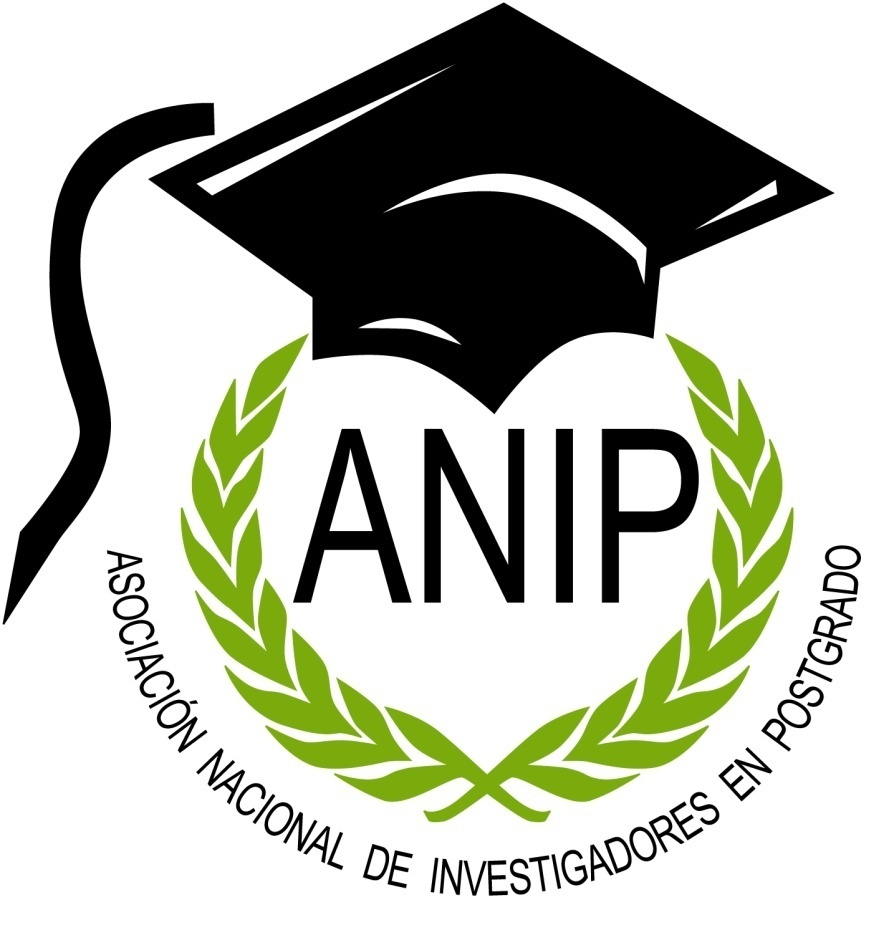 ANIP
ASOCIACIÓN NACIONAL DE INVESTIGADORES EN POSTGRADO